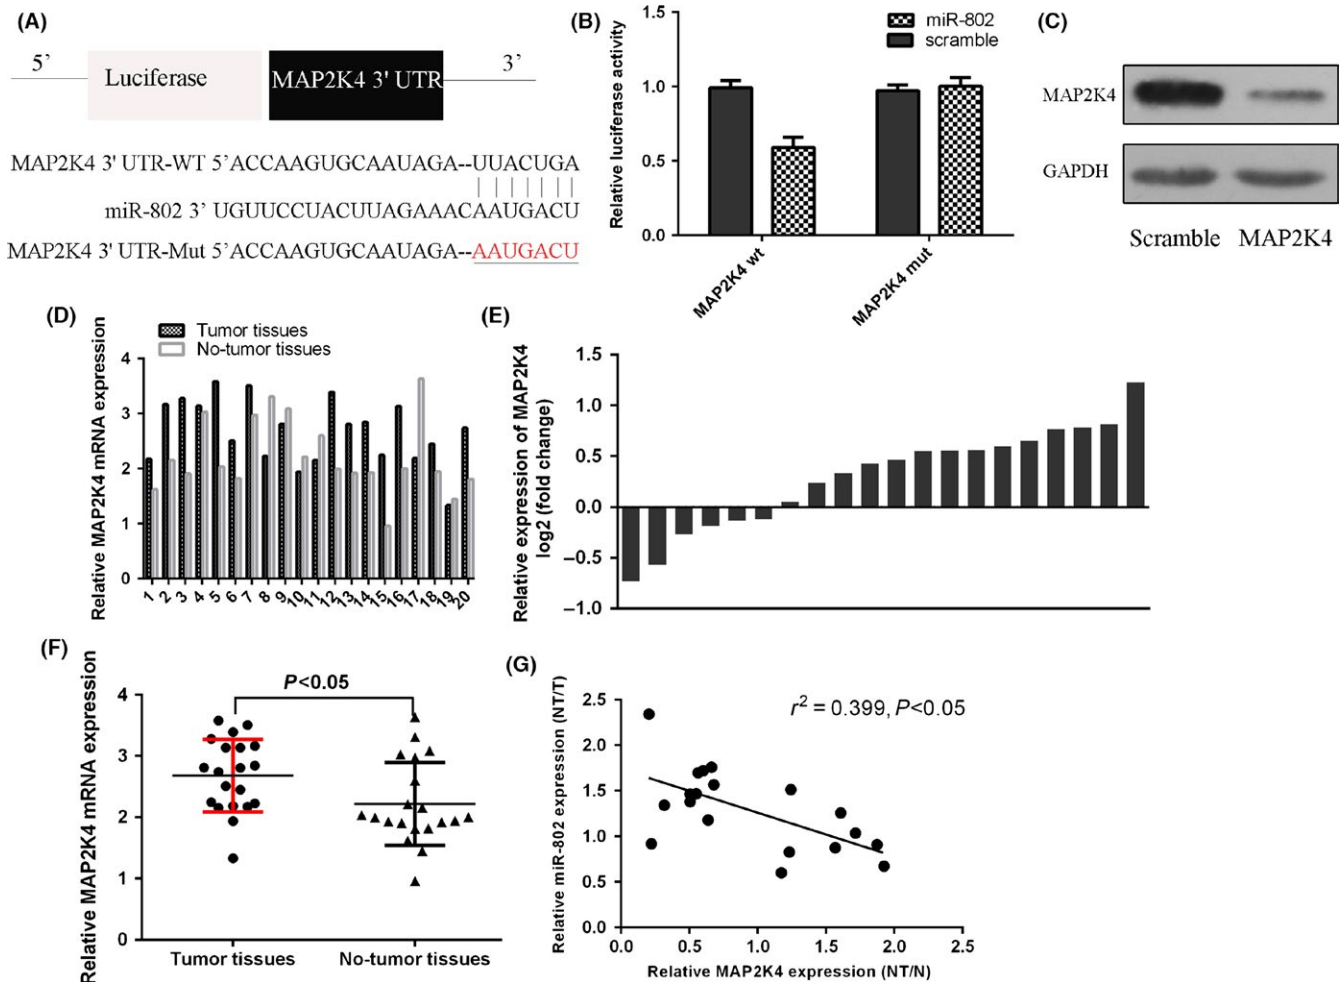 (A)
5’
Luciferase
MAP2K4 3' UTR
3’
MAP2K4 3' UTR-WT 5’ACCAAGUGCAAUAGA--UUACUGA
miR-802 3’ UGUUCCUACUUAGAAACAAUGACU
MAP2K4 3' UTR-Mut 5’ACCAAGUGCAAUAGA--AAUGACU
(B)
Relative luciferase activity
1.5
1.0
0.5
0.0
miR-802
scramble
MAP2K4 wt
MAP2K4 mut
(C)
MAP2K4
GAPDH
Scramble MAP2K4
(D)
Relative MAP2K4 mRNA expression
Tumor tissues
No-tumor tissues
4
3
2
1
0
1 2 3 4 5 6 7 8 9 10 11 12 13 14 15 16 17 18 19 20
(E)
Relative expression of MAP2K4
log2 (fold change)
1.5
1.0
0.5
0.0
–0.5
–1.0
(F)
Relative MAP2K4 mRNA expression
P<0.05
4
3
2
1
0
Tumor tissues
No-tumor tissues
(G)
Relative miR-802 expression (NT/T)
r² = 0.399, P<0.05
2.5
2.0
1.5
1.0
0.5
0.0
0.0 0.5 1.0 1.5 2.0 2.5
Relative MAP2K4 expression (NT/N)